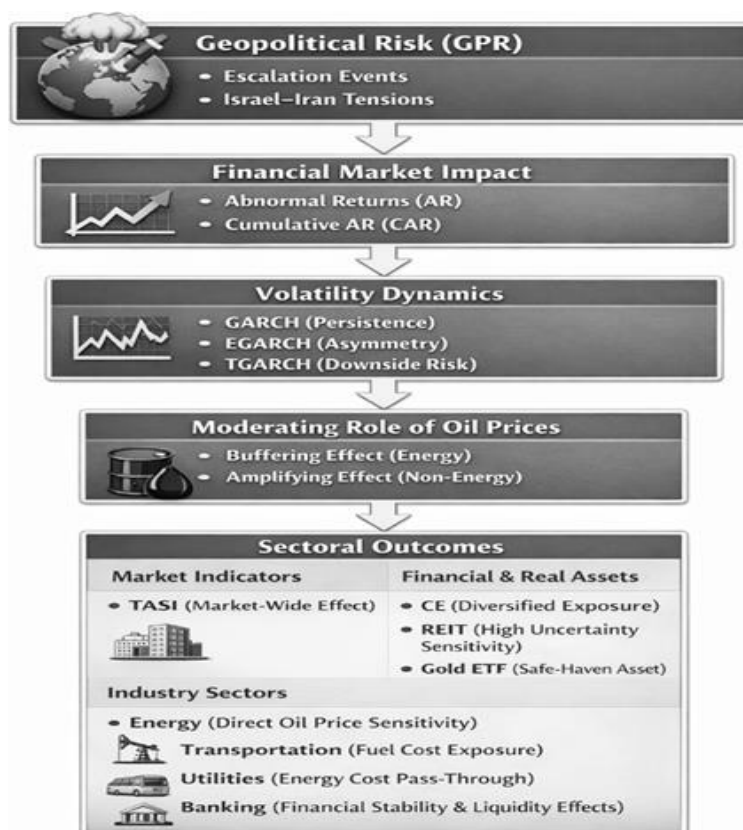 Geopolitical Risk (GPR)
• Escalation Events
• Israel–Iran Tensions
Financial Market Impact
• Abnormal Returns (AR)
• Cumulative AR (CAR)
Volatility Dynamics
• GARCH (Persistence)
• EGARCH (Asymmetry)
• TGARCH (Downside Risk)
Moderating Role of Oil Prices
• Buffering Effect (Energy)
• Amplifying Effect (Non-Energy)
Sectoral Outcomes
Market Indicators
• TASI (Market-Wide Effect)
Financial & Real Assets
• CE (Diversified Exposure)
• REIT (High Uncertainty
Sensitivity)
• Gold ETF (Safe-Haven Asset)
Industry Sectors
• Energy (Direct Oil Price Sensitivity)
Transportation (Fuel Cost Exposure)
Utilities (Energy Cost Pass-Through)
Banking (Financial Stability & Liquidity Effects)